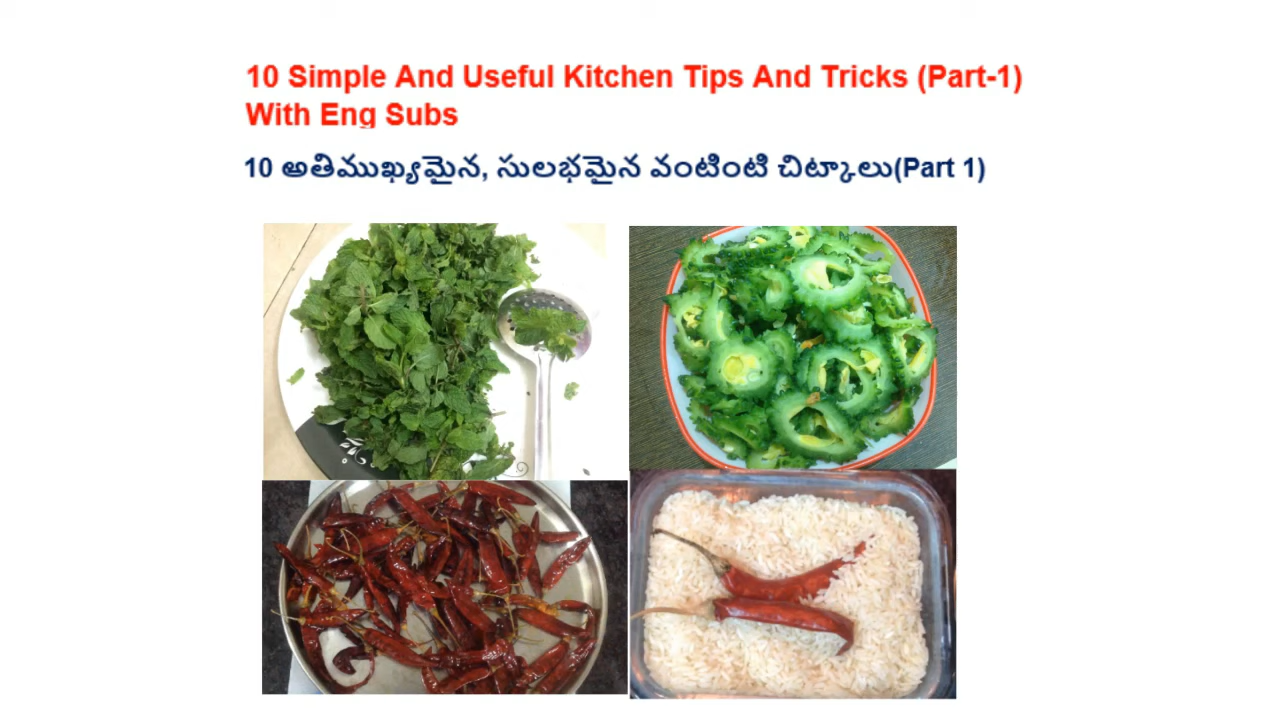 10 Simple And Useful Kitchen Tips And Tricks (Part-1)
With Eng Subs
10 అతిముఖ్యమైన, సులభమైన వంటింటి చిట్కాలు(Part 1)